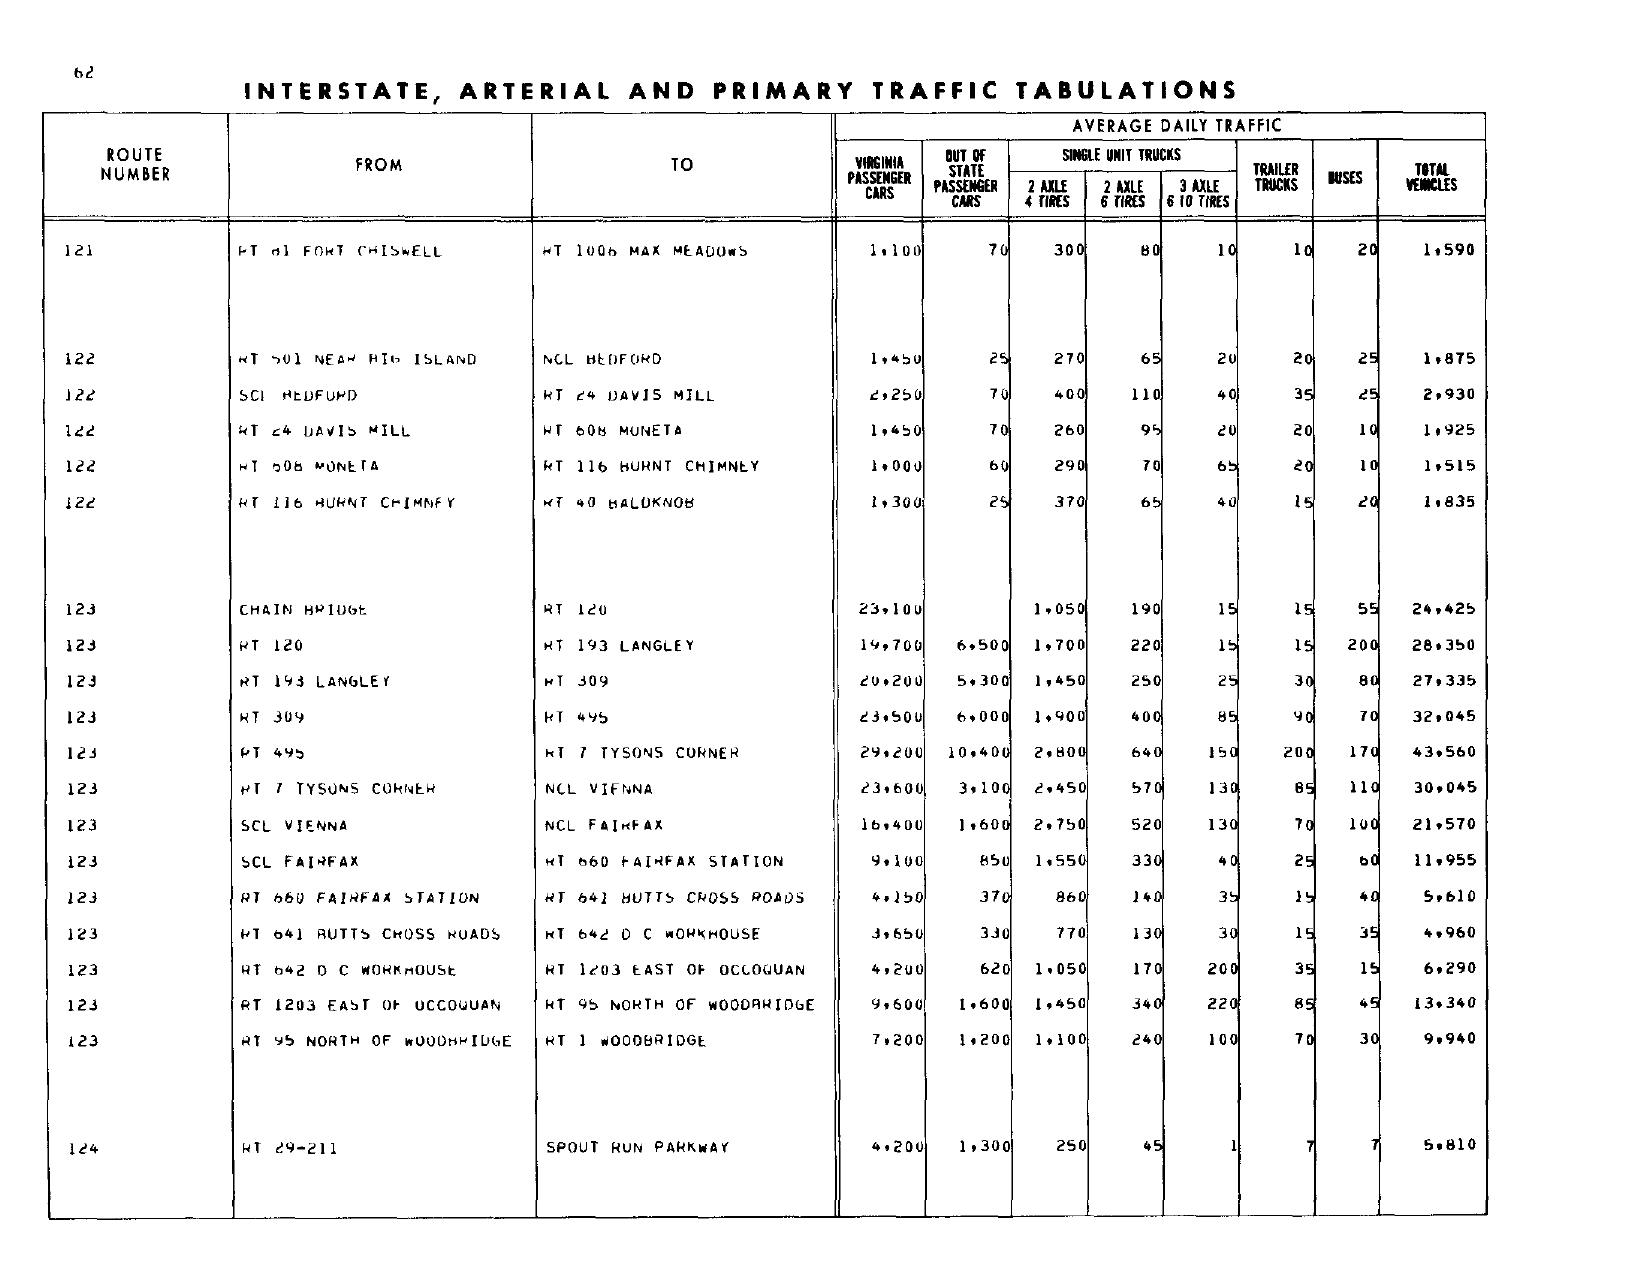 62
INTERSTATE, ARTERIAL AND PRIMARY TRAFFIC TABULATIONS
ROUTE NUMBER FROM TO AVERAGE DAILY TRAFFIC
VIRGINIA PASSENGER CARS OUT OF STATE PASSENGER CARS SINGLE UNIT TRUCKS 2 AXLE 4 TIRES 2 AXLE 6 TIRES 3 AXLE 6 10 TIRES TRAILER TRUCKS BUSES TOTAL VEHICLES
121 RT 81 FORT CHISWELL RT 1006 MAX MEADOWS 1,100 70 300 80 10 10 20 1,590
122 RT 501 NEAR BIG ISLAND NCL BEDFORD 1,450 25 270 65 20 20 25 1,875
122 SCL BEDFORD RT 24 DAVIS MILL 2,250 70 400 110 40 35 25 2,930
122 RT 24 DAVIS MILL RT 608 MONETA 1,450 70 260 95 20 20 10 1,925
122 RT 608 MONETA RT 116 BURNT CHIMNEY 1,000 60 290 70 65 20 10 1,515
122 RT 116 BURNT CHIMNEY RT 40 BALDKNOB 1,300 25 370 65 40 15 20 1,835
123 CHAIN BRIDGE RT 120 23,100 1,050 190 15 15 55 24,425
123 RT 120 RT 193 LANGLEY 19,700 6,500 1,700 220 15 15 200 28,350
123 RT 193 LANGLEY RT 309 20,200 5,300 1,450 250 25 30 80 27,335
123 RT 309 RT 495 23,500 6,000 1,900 400 85 90 70 32,045
123 RT 495 RT 7 TYSONS CORNER 29,200 10,400 2,800 640 150 200 170 43,560
123 RT 7 TYSONS CORNER NCL VIENNA 23,600 3,100 2,450 570 130 85 110 30,045
123 SCL VIENNA NCL FAIRFAX 16,400 1,600 2,750 520 130 70 100 21,570
123 SCL FAIRFAX RT 660 FAIRFAX STATION 9,100 850 1,550 330 40 25 60 11,955
123 RT 660 FAIRFAX STATION RT 641 BUTTS CROSS ROADS 4,150 370 860 140 35 15 40 5,610
123 RT 641 BUTTS CROSS ROADS RT 642 D C WORKHOUSE 3,650 330 770 130 30 15 35 4,960
123 RT 642 D C WORKHOUSE RT 1203 EAST OF OCCOQUAN 4,200 620 1,050 170 200 35 15 6,290
123 RT 1203 EAST OF OCCOQUAN RT 95 NORTH OF WOODBRIDGE 9,600 1,600 1,450 340 220 85 45 13,340
123 RT 95 NORTH OF WOODBRIDGE RT 1 WOODBRIDGE 7,200 1,200 1,100 240 100 70 30 9,940
124 RT 29-211 SPOUT RUN PARKWAY 4,200 1,300 250 45 1 7 7 5,810